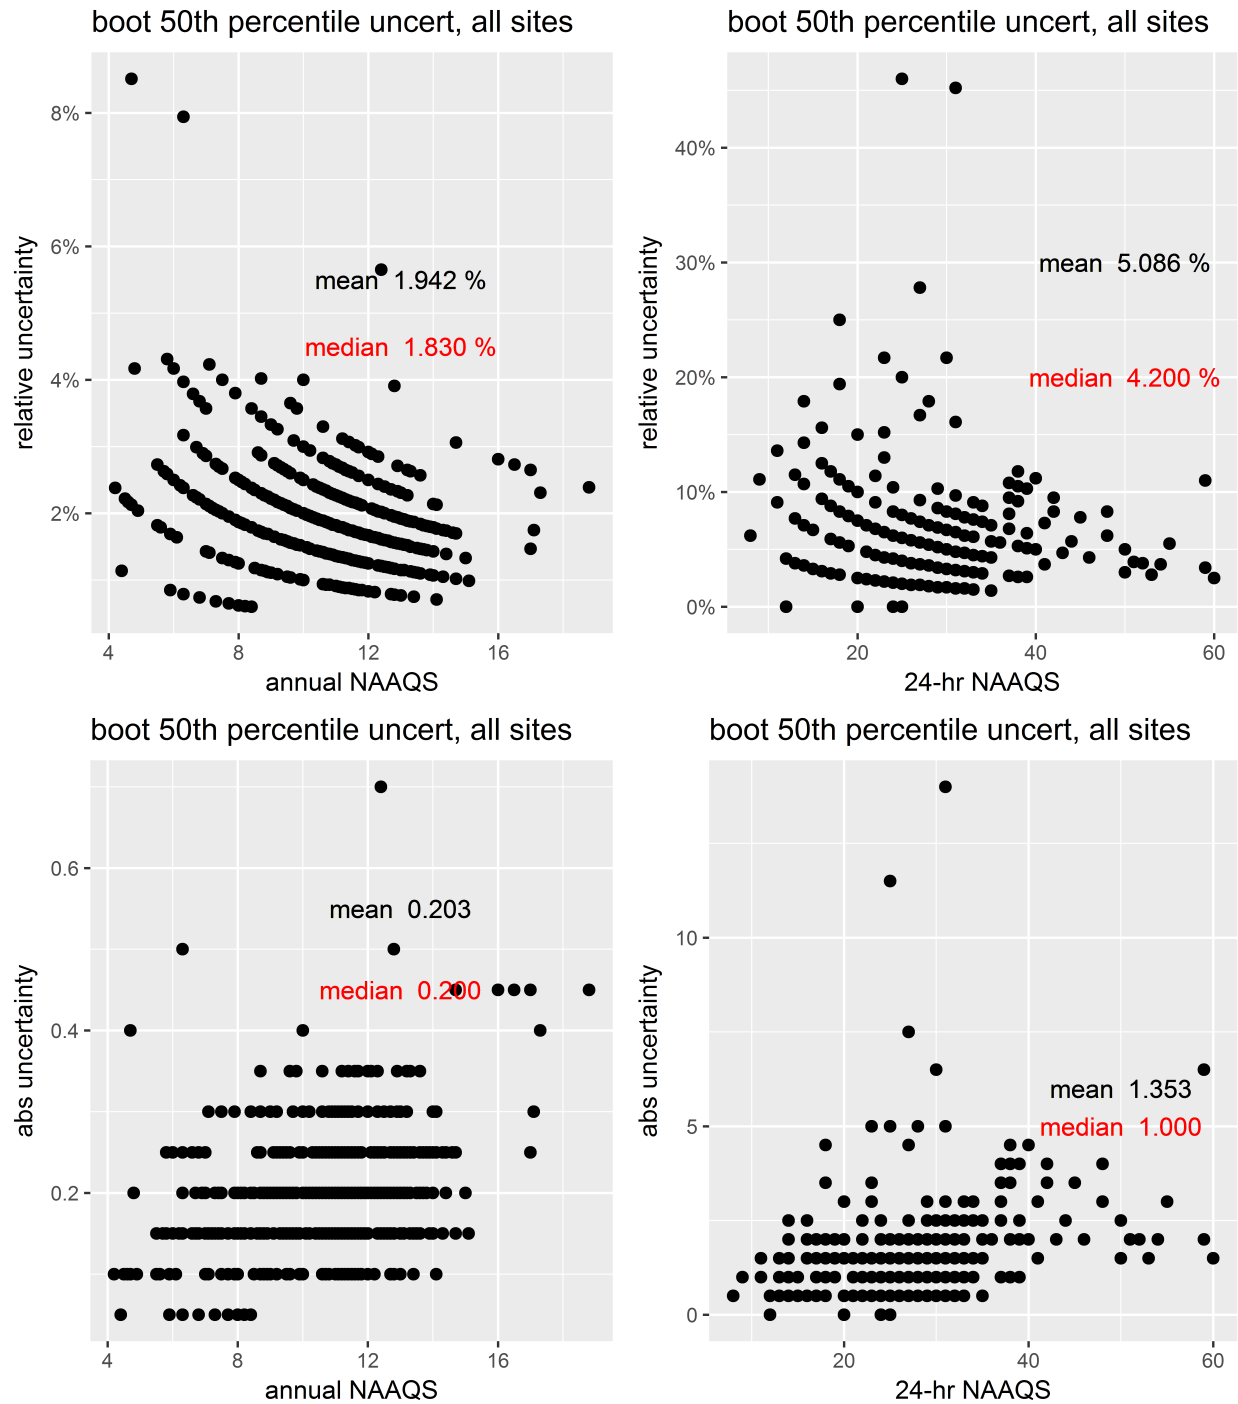 boot 50th percentile uncert, all sites
8%
6%
4%
2%
relative uncertainty
mean 1.942 %
median 1.830 %
4 8 12 16
annual NAAQS
boot 50th percentile uncert, all sites
40%
30%
20%
10%
0%
relative uncertainty
mean 5.086 %
median 4.200 %
20 40 60
24-hr NAAQS
boot 50th percentile uncert, all sites
0.6
0.4
0.2
abs uncertainty
mean 0.203
median 0.200
4 8 12 16
annual NAAQS
boot 50th percentile uncert, all sites
10
5
0
abs uncertainty
mean 1.353
median 1.000
20 40 60
24-hr NAAQS